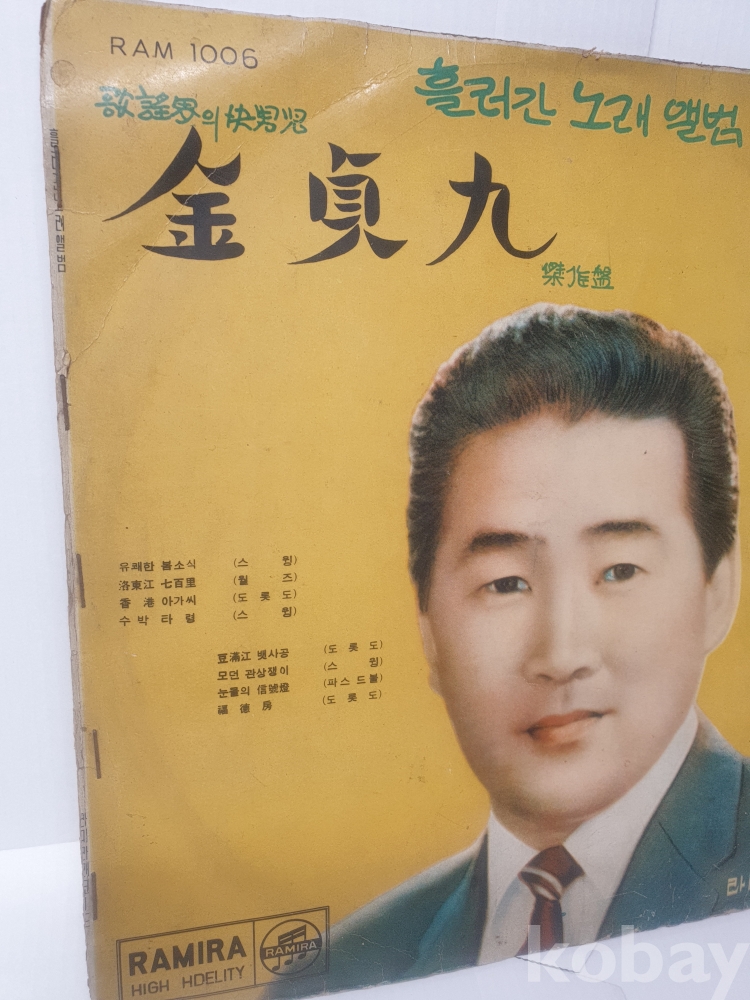 RAM 1006
흘러간 노래 앨범
歌謠界의 快男児
金貞九
傑作盤
유쾌한 봄소식 (스윙)
洛東江 七百里 (월즈)
香港 아가씨 (도롯도)
수박타령 (스윙)
豆滿江 뱃사공 (도롯도)
모던 관상쟁이 (스윙)
눈물의 信號燈 (파스드불)
福德房 (도롯도)
RAMIRA
HIGH HDELITY
RAMIRA
라
kobay